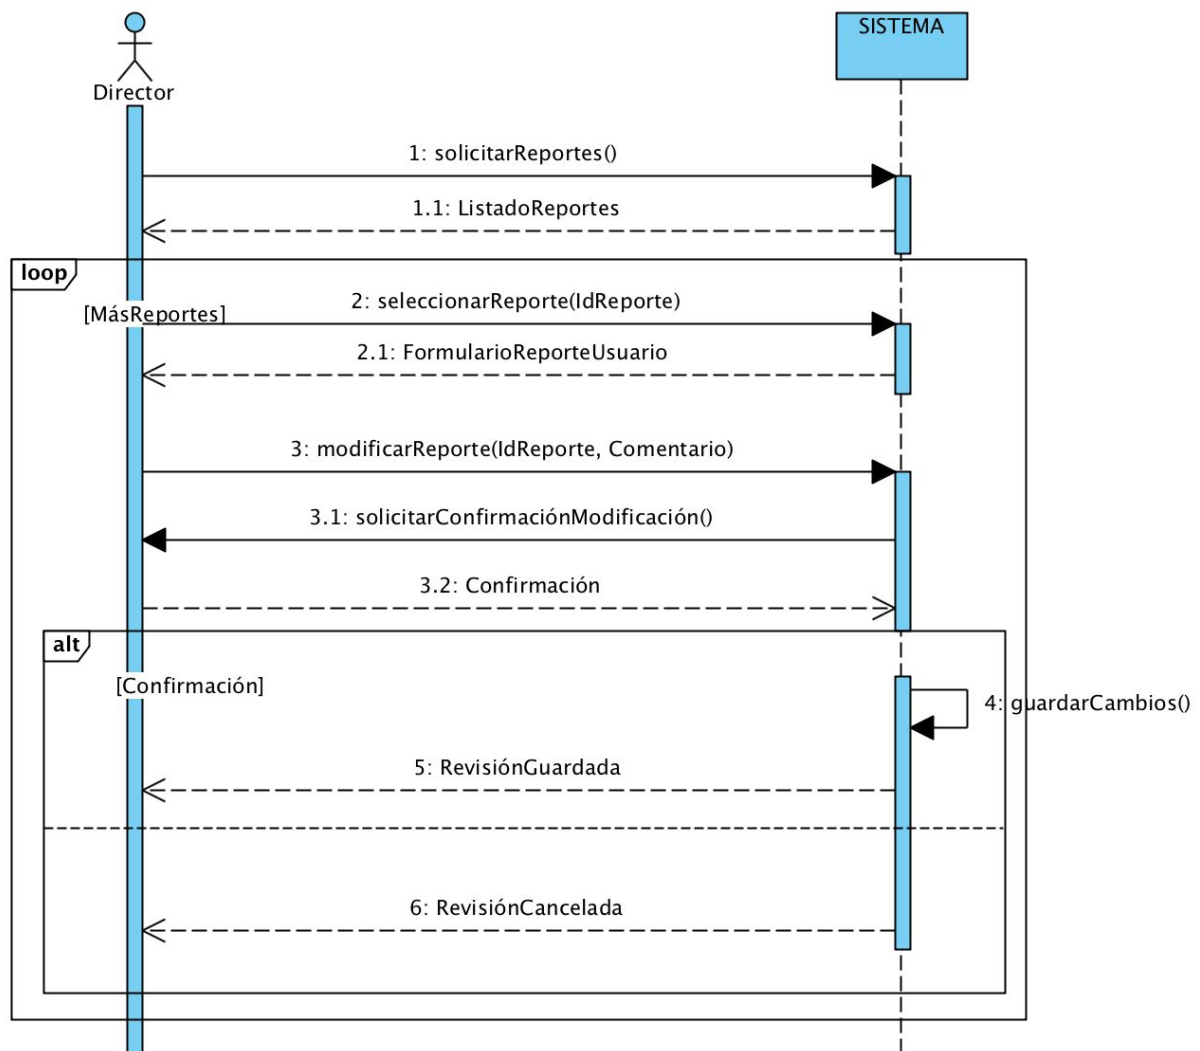 SISTEMA
Director
1: solicitarReportes()
1.1: ListadoReportes
loop
[MásReportes]
2: seleccionarReporte(IdReporte)
2.1: FormularioReporteUsuario
3: modificarReporte(IdReporte, Comentario)
3.1: solicitarConfirmaciónModificación()
3.2: Confirmación
alt
[Confirmación]
4: guardarCambios()
5: RevisiónGuardada
6: RevisiónCancelada